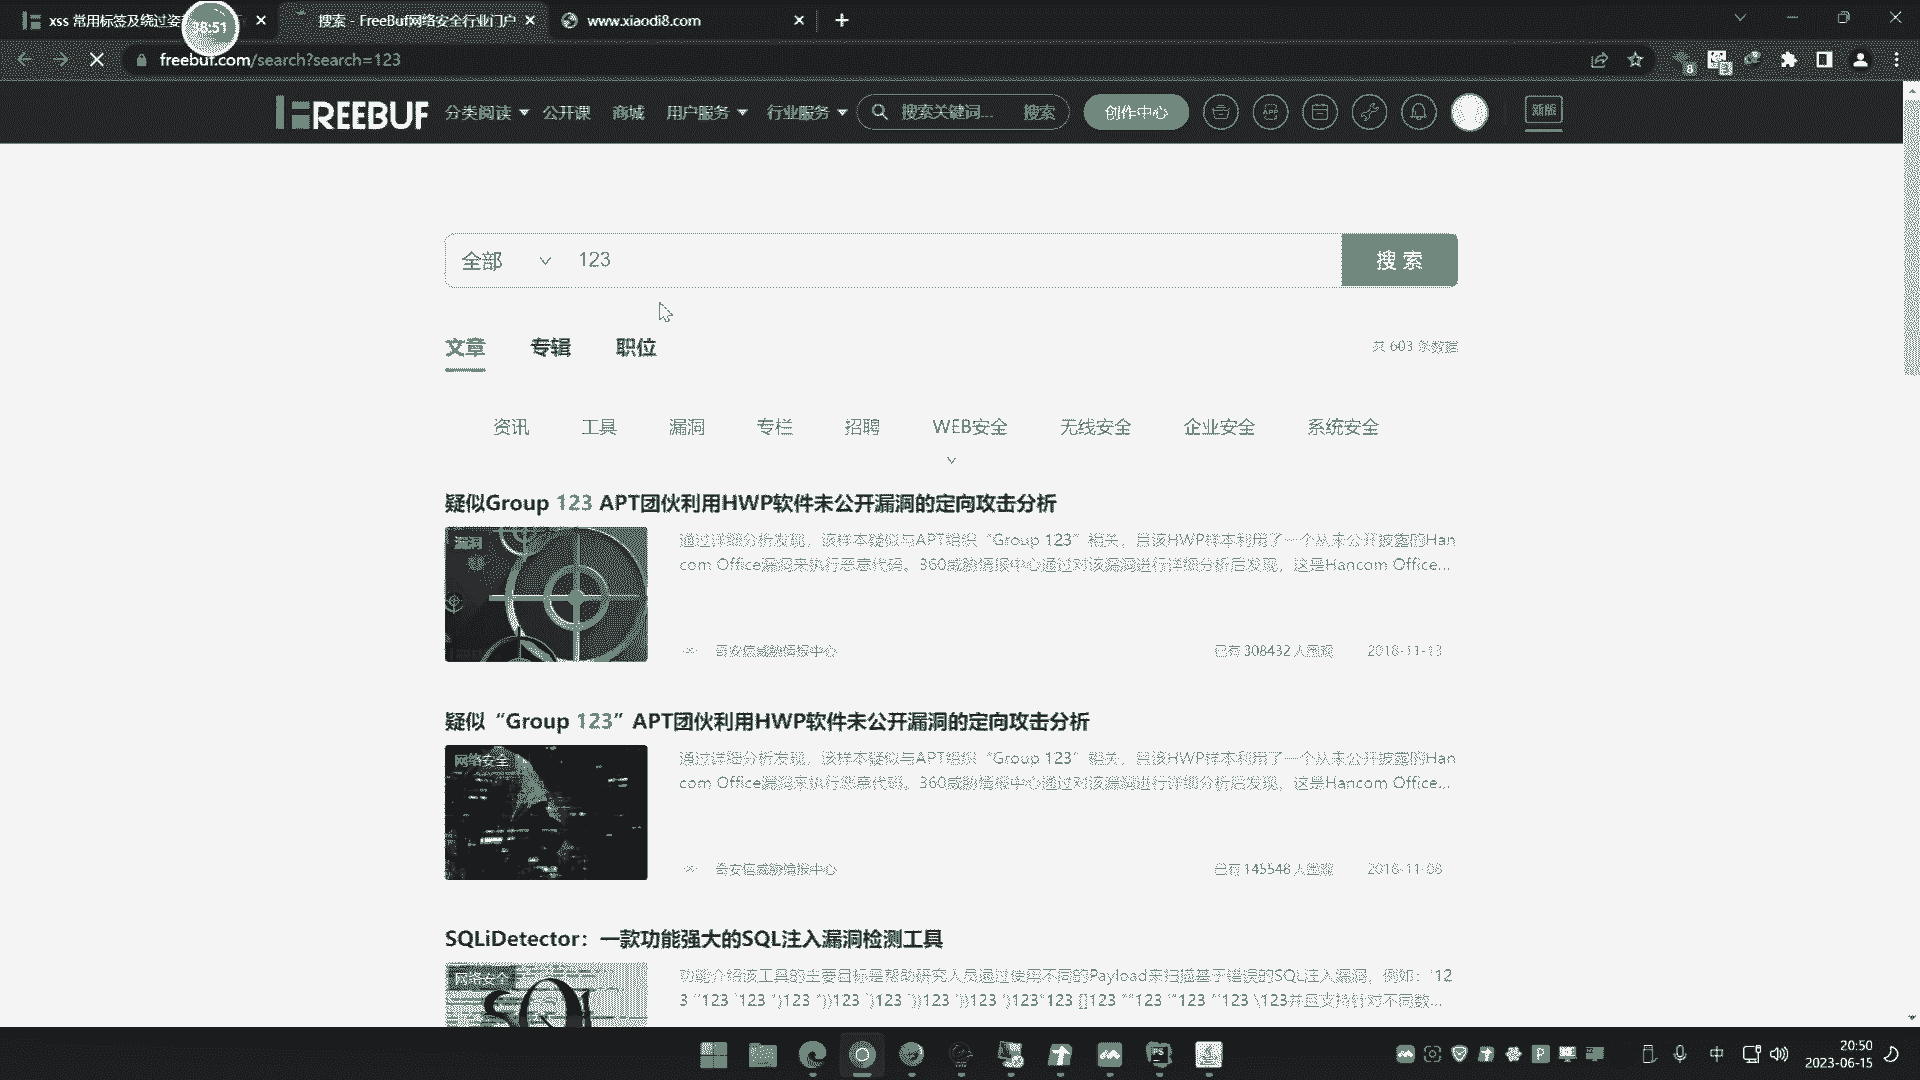 xss 常用标签及绕过姿
38:51
搜索 - FreeBuf网络安全行业门户
www.xiaodi8.com
freebuf.com/search?search=123
8
3
FREEBUF
分类阅读
公开课
商城
用户服务
行业服务
搜索关键词...
搜索
创作中心
APP
新版
全部
123
搜 索
文章
专辑
职位
共 603 条数据
资讯
工具
漏洞
专栏
招聘
WEB安全
无线安全
企业安全
系统安全
疑似Group 123 APT团伙利用HWP软件未公开漏洞的定向攻击分析
漏洞
通过详细分析发现，该样本疑似与APT组织“Group 123”相关，且该HWP样本利用了一个从未公开披露的Han
com Office漏洞来执行恶意代码。360威胁情报中心通过对该漏洞进行详细分析后发现，这是Hancom Office...
奇安信威胁情报中心
已有 308432 人围观
2018-11-13
疑似“Group 123”APT团伙利用HWP软件未公开漏洞的定向攻击分析
网络安全
通过详细分析发现，该样本疑似与APT组织“Group 123”相关，且该HWP样本利用了一个从未公开披露的Han
com Office漏洞来执行恶意代码。360威胁情报中心通过对该漏洞进行详细分析后发现，这是Hancom Office...
奇安信威胁情报中心
已有 145548 人围观
2018-11-08
SQLiDetector：一款功能强大的SQL注入漏洞检测工具
网络安全
SQL
功能介绍该工具的主要目标是帮助研究人员通过使用不同的Payload来扫描基于错误的SQL注入漏洞，例如：'12
并且支持针对不同数...
PS
P
中
20:50
2023-06-15